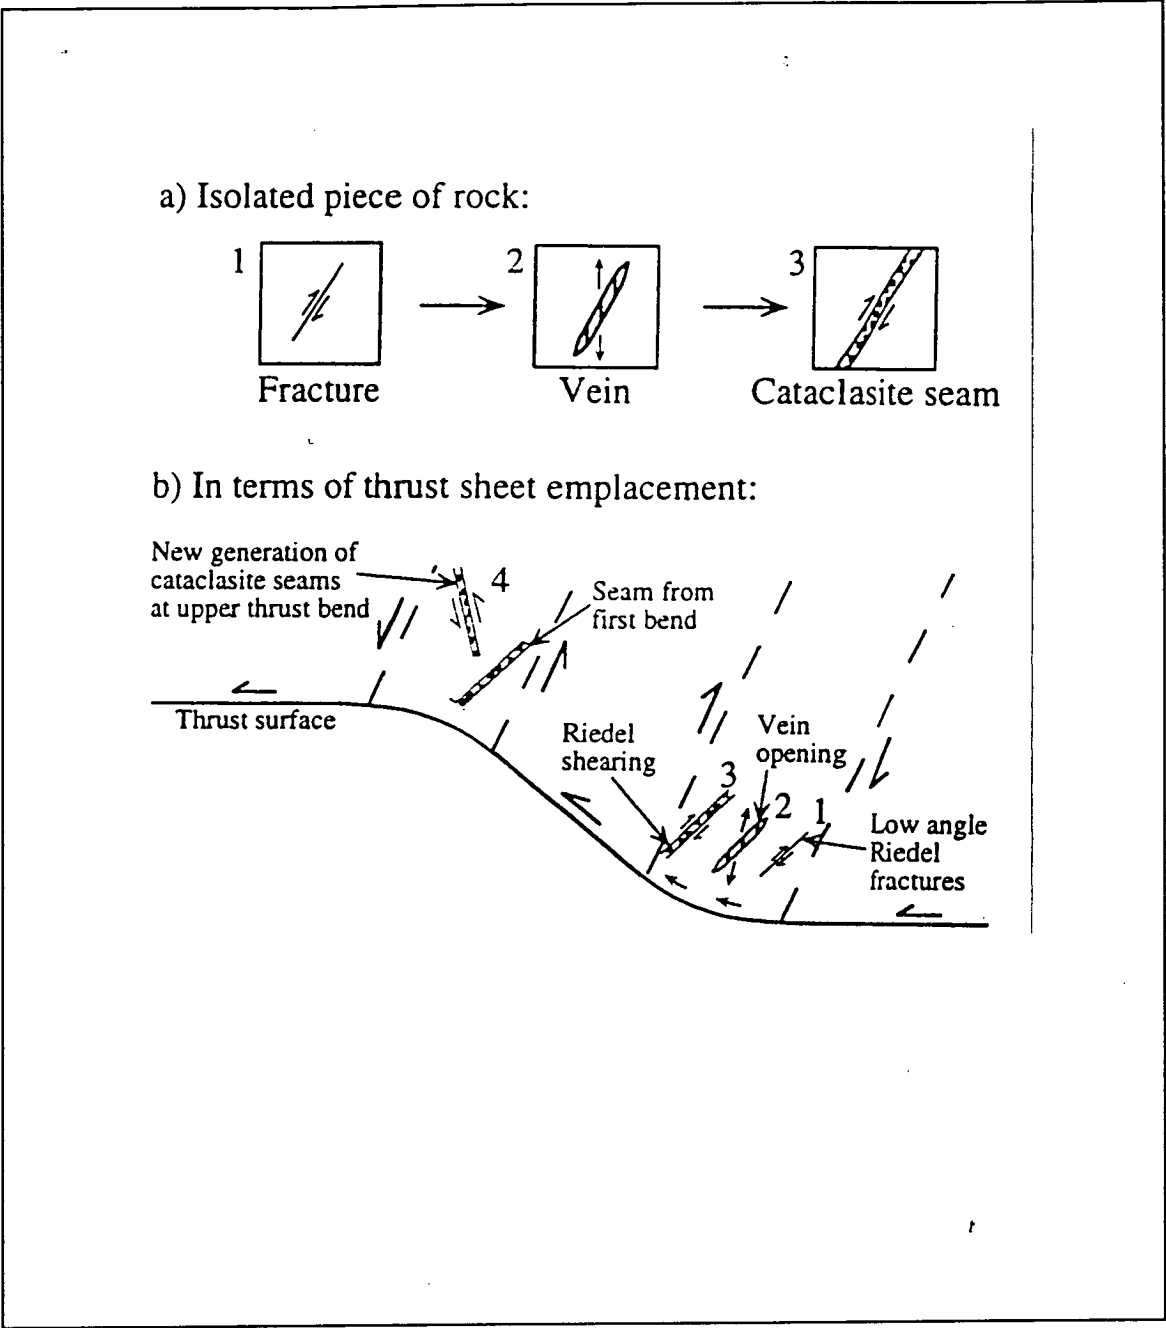 a) Isolated piece of rock:
1
2
3
Fracture
Vein
Cataclasite seam
b) In terms of thrust sheet emplacement:
New generation of
cataclasite seams
at upper thrust bend
4
Seam from
first bend
Thrust surface
Riedel
shearing
Vein
opening
3
2
1
Low angle
Riedel
fractures